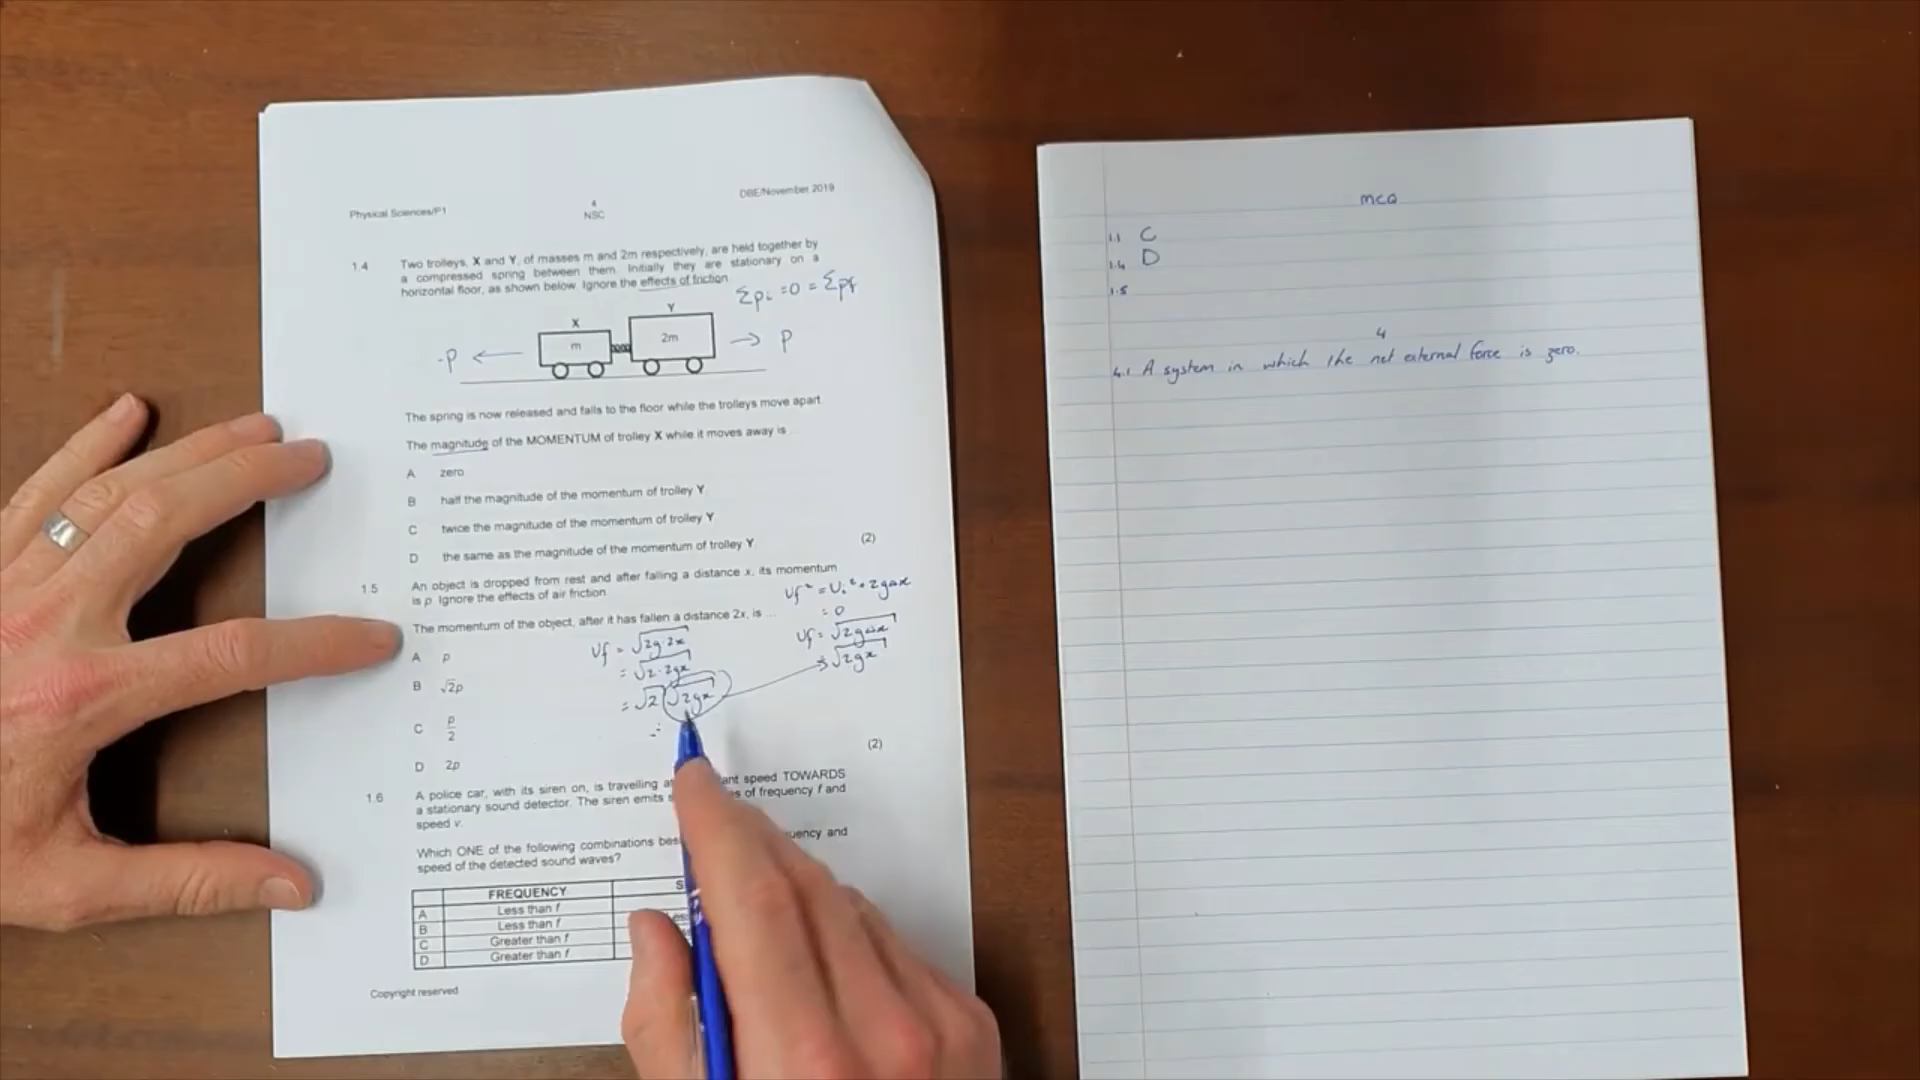 Physical Sciences/P1
4
NSC
DBE/November 2019
1.4 Two trolleys, X and Y, of masses m and 2m respectively, are held together by
a compressed spring between them. Initially they are stationary on a
horizontal floor, as shown below. Ignore the effects of friction.
Σpi = 0 = Σpf
X
Y
m
2m
-P
P
The spring is now released and falls to the floor while the trolleys move apart.
The magnitude of the MOMENTUM of trolley X while it moves away is ...
A zero
B half the magnitude of the momentum of trolley Y.
C twice the magnitude of the momentum of trolley Y
D the same as the magnitude of the momentum of trolley Y. (2)
1.5 An object is dropped from rest and after falling a distance x, its momentum
is p. Ignore the effects of air friction.
The momentum of the object, after it has fallen a distance 2x, is ...
A p
B √2p
C p/2
D 2p
(2)
= 0
vf = √2gΔx
√2gx
vf = √2g·2x
= √2·2gx
= √2 √2gx
1.6 A police car, with its siren on, is travelling at speed TOWARDS
a stationary sound detector. The siren emits of frequency f and
speed v.
Which ONE of the following combinations and
speed of the detected sound waves?
FREQUENCY
A Less than f
B Less than f
C Greater than f
D Greater than f
Copyright reserved
MCQ
1.1 C
1.4 D
1.5
4
4.1 A system in which the net external force is zero.